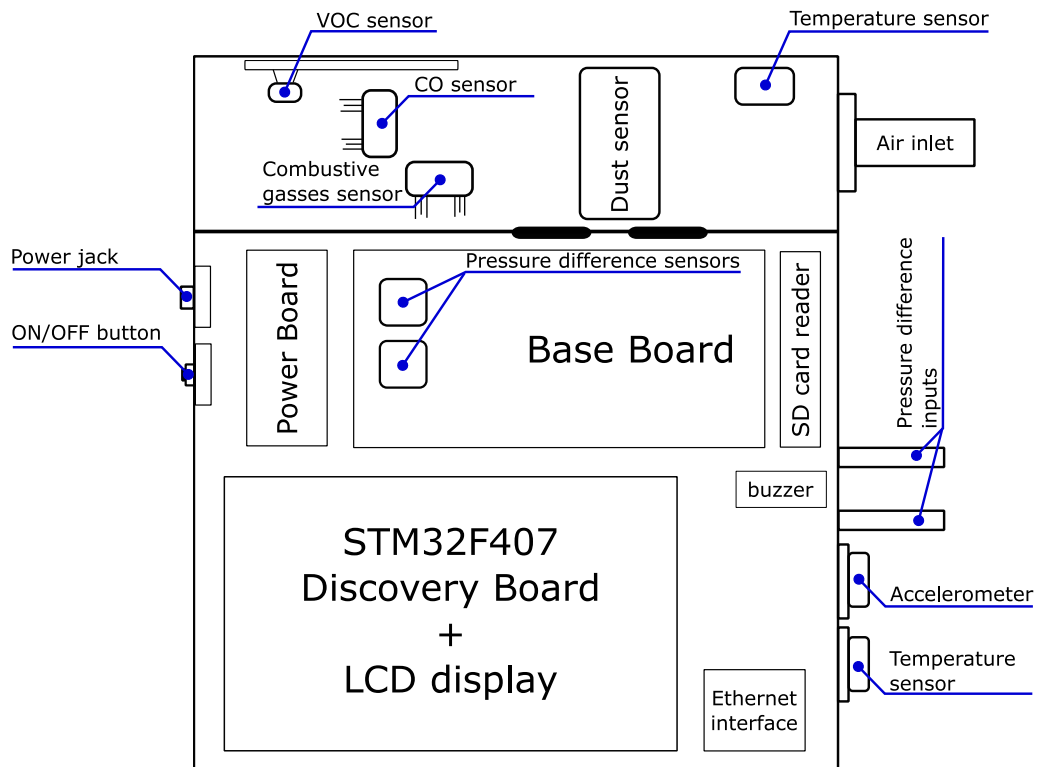 VOC sensor
Temperature sensor
CO sensor
Dust sensor
Air inlet
Combustive
gasses sensor
Power jack
ON/OFF button
Power Board
Pressure difference sensors
Base Board
SD card reader
Pressure difference
inputs
buzzer
STM32F407
Discovery Board
+
LCD display
Accelerometer
Temperature
sensor
Ethernet
interface